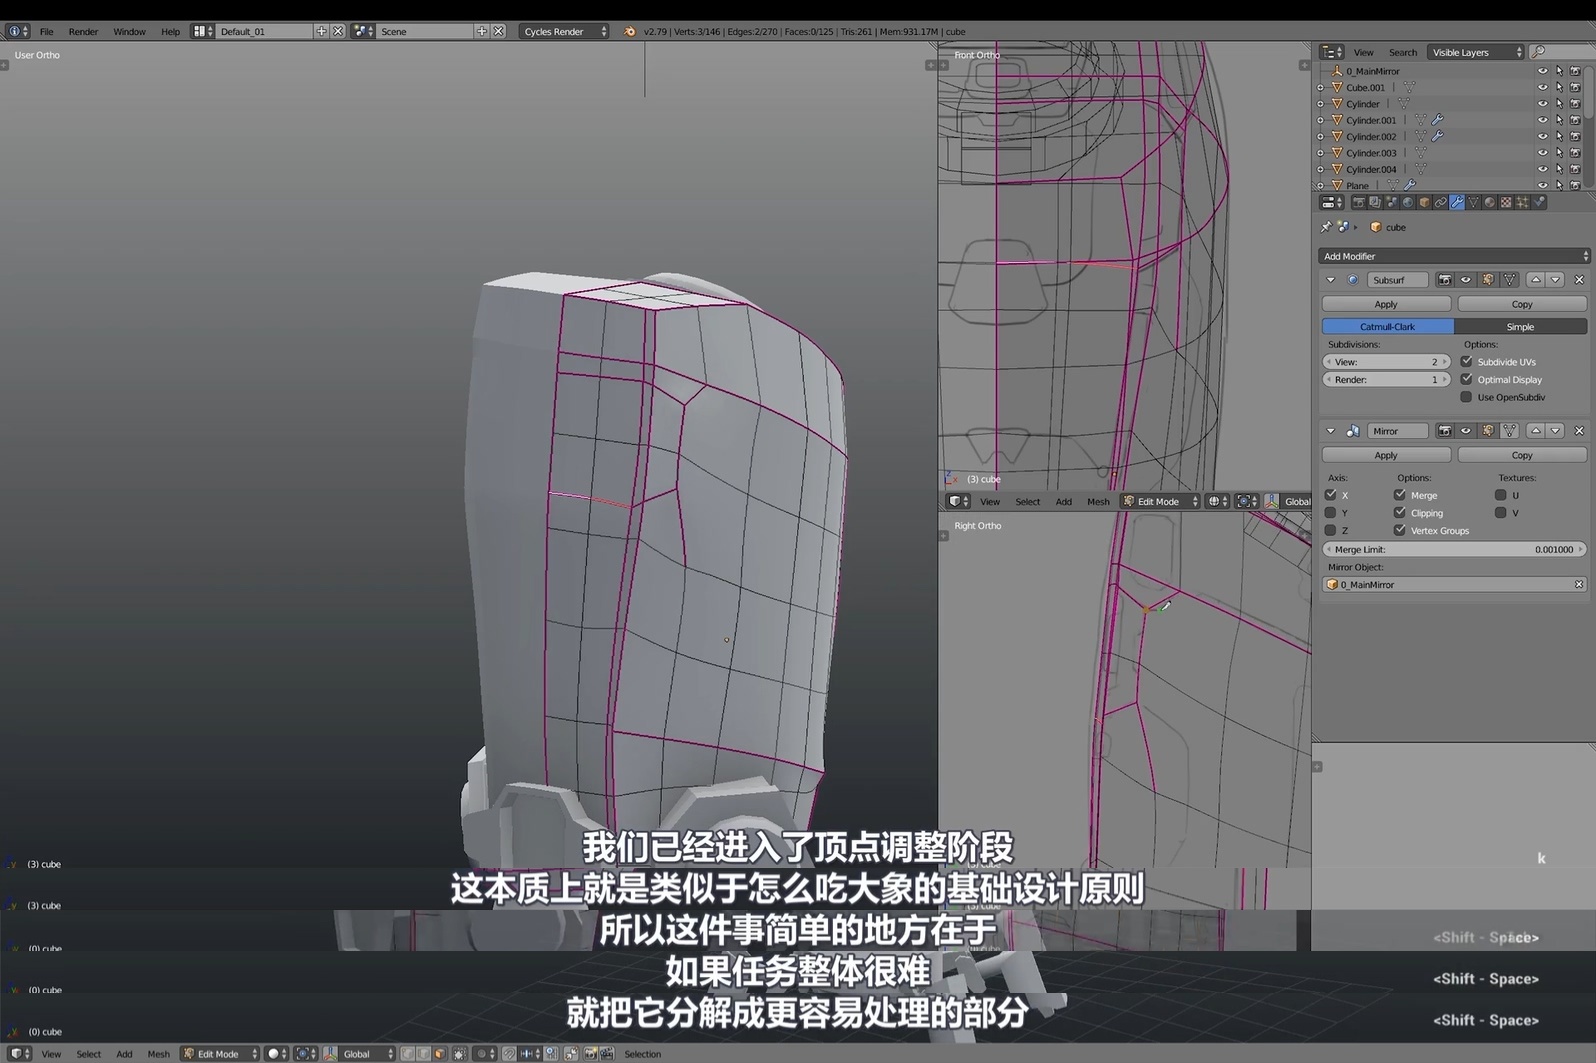 File Render Window Help Default_01 Scene Cycles Render v2.79 | Verts:3/146 | Edges:2/270 | Faces:0/125 | Tris:261 | Mem:931.17M | cube
User Ortho
Front Ortho
(3) cube
View Select Add Mesh Edit Mode Global
Right Ortho
View Search Visible Layers
0_MainMirror
Cube.001
Cylinder
Cylinder.001
Cylinder.002
Cylinder.003
Cylinder.004
Plane
cube
Add Modifier
Subsurf
Apply Copy
Catmull-Clark Simple
Subdivisions: Options:
View: 2 Subdivide UVs
Render: 1 Optimal Display
Use OpenSubdiv
Mirror
Apply Copy
Axis: Options: Textures:
X Merge U
Y Clipping V
Z Vertex Groups
Merge Limit: 0.001000
Mirror Object:
0_MainMirror
我们已经进入了顶点调整阶段
(3) cube
k
这本质上就是类似于怎么吃大象的基础设计原则
(3) cube
所以这件事简单的地方在于
<Shift - Space>
(0) cube
如果任务整体很难
<Shift - Space>
(0) cube
就把它分解成更容易处理的部分
<Shift - Space>
(0) cube
View Select Add Mesh Edit Mode Global Selection